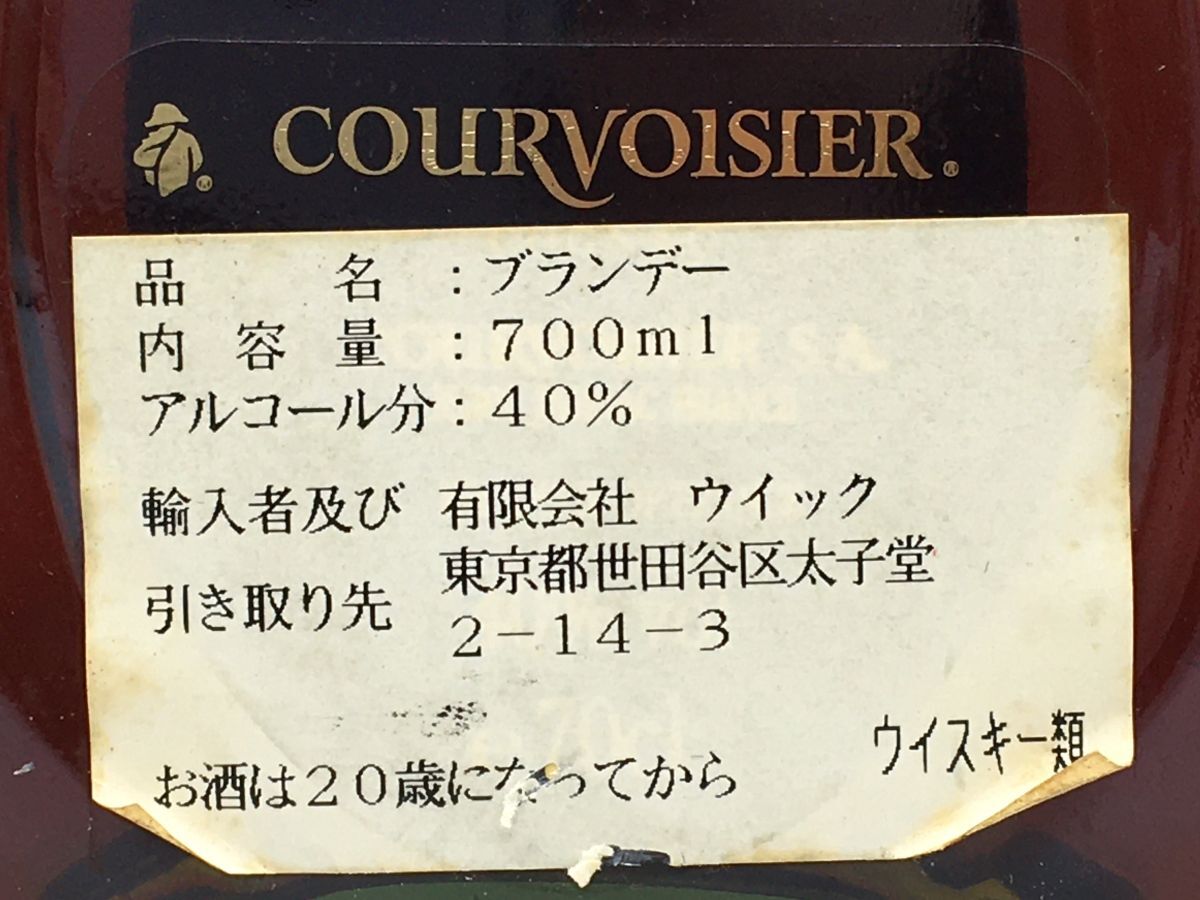 COURVOISIER®
品名：ブランデー
内容量：７００ｍｌ
アルコール分：４０％
輸入者及び 有限会社 ウイック
東京都世田谷区太子堂
引き取り先
２－１４－３
ウイスキー類
お酒は２０歳になってから